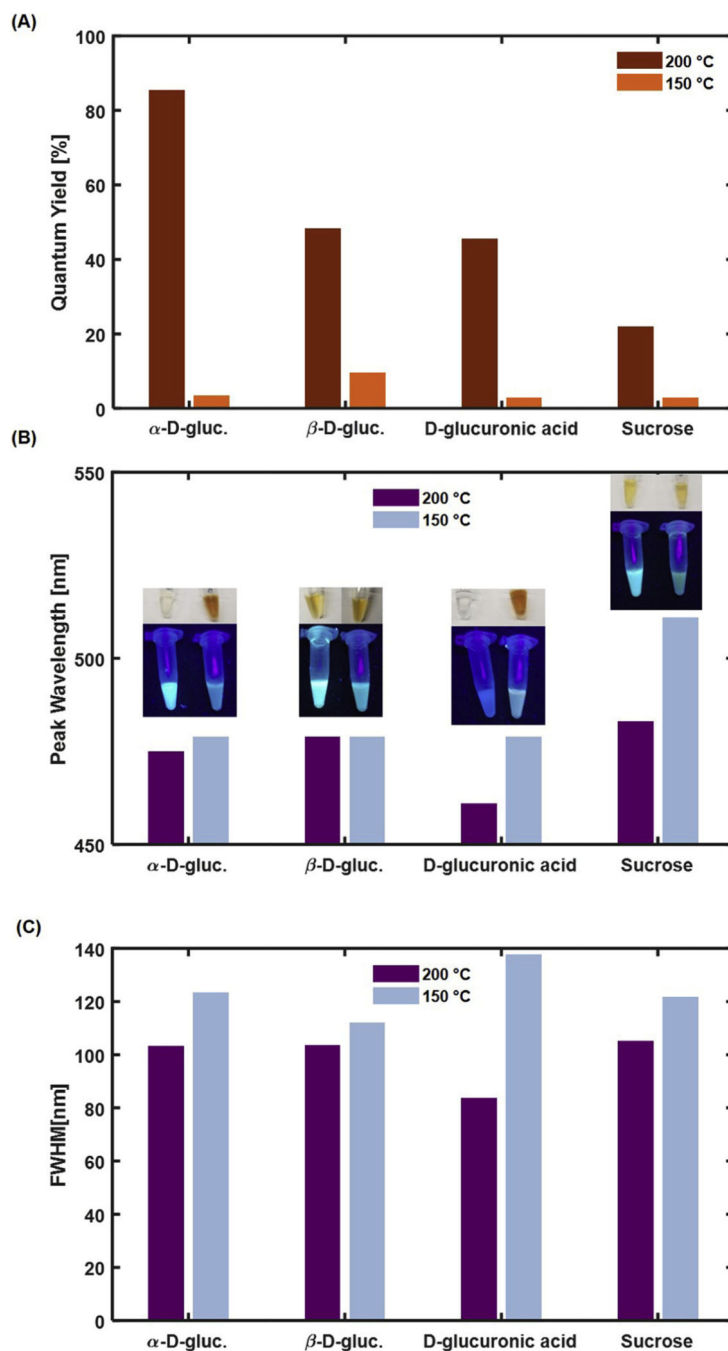 (A)
100
80
60
40
20
0
Quantum Yield [%]
200 °C
150 °C
α-D-gluc. β-D-gluc. D-glucuronic acid Sucrose
(B)
550
500
450
Peak Wavelength [nm]
200 °C
150 °C
α-D-gluc. β-D-gluc. D-glucuronic acid Sucrose
(C)
140
120
100
80
60
40
20
0
FWHM[nm]
200 °C
150 °C
α-D-gluc. β-D-gluc. D-glucuronic acid Sucrose